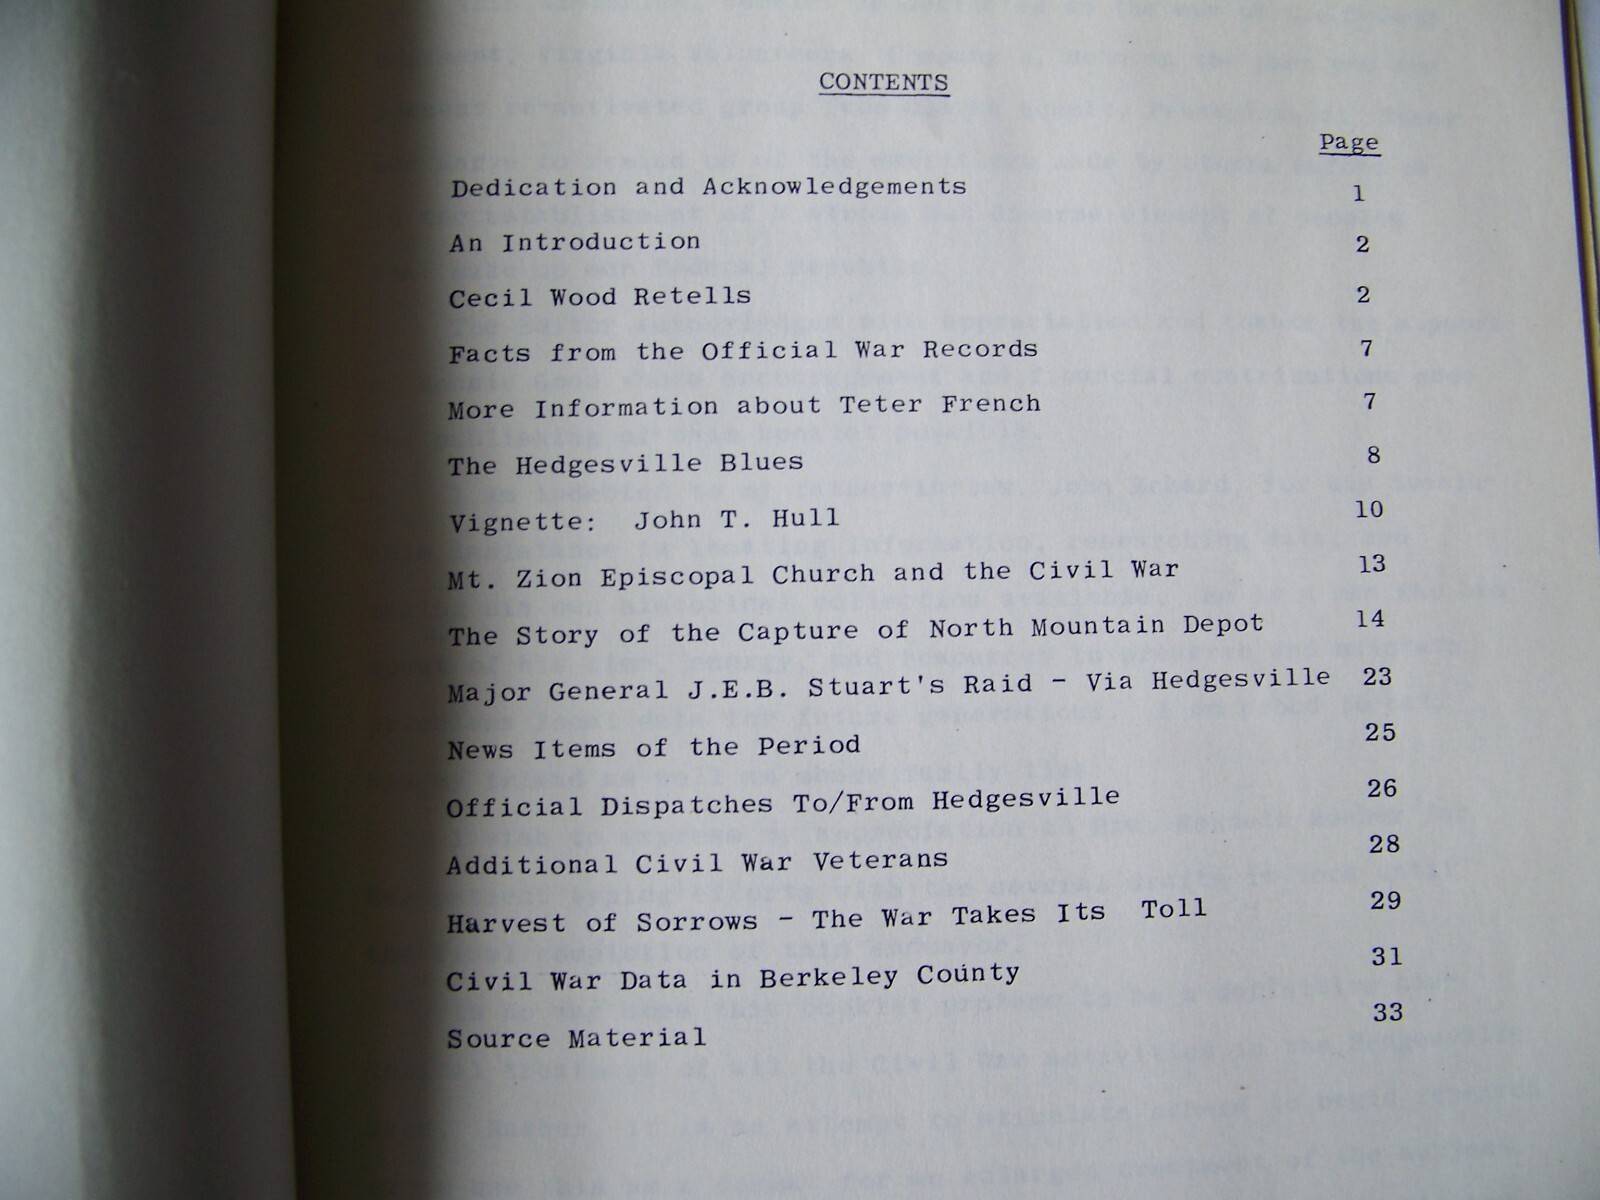 CONTENTS
Page
Dedication and Acknowledgements 1
An Introduction 2
Cecil Wood Retells 2
Facts from the Official War Records 7
More Information about Teter French 7
The Hedgesville Blues 8
Vignette: John T. Hull 10
Mt. Zion Episcopal Church and the Civil War 13
The Story of the Capture of North Mountain Depot 14
Major General J.E.B. Stuart's Raid - Via Hedgesville 23
News Items of the Period 25
Official Dispatches To/From Hedgesville 26
Additional Civil War Veterans 28
Harvest of Sorrows - The War Takes Its Toll 29
Civil War Data in Berkeley County 31
Source Material 33